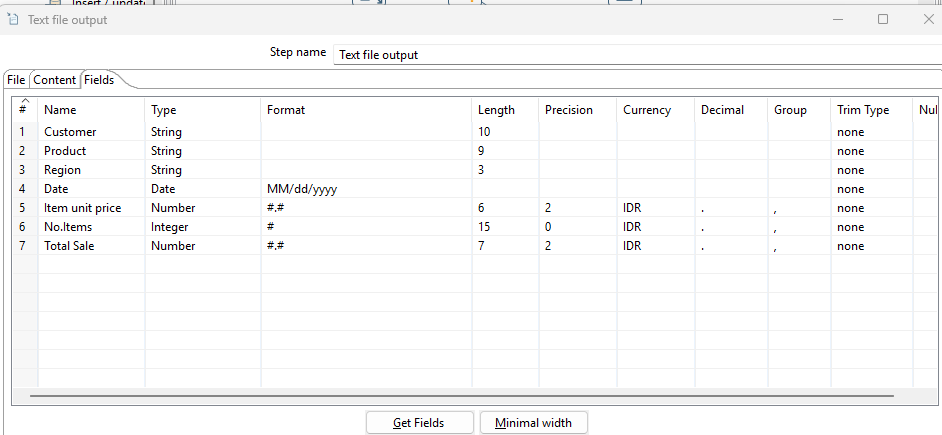 Insert / update
Text file output
Step name Text file output
File Content Fields
# Name Type Format Length Precision Currency Decimal Group Trim Type Nul
1 Customer String 10 none
2 Product String 9 none
3 Region String 3 none
4 Date Date MM/dd/yyyy none
5 Item unit price Number #.# 6 2 IDR . , none
6 No.Items Integer # 15 0 IDR . , none
7 Total Sale Number #.# 7 2 IDR . , none
Get Fields Minimal width